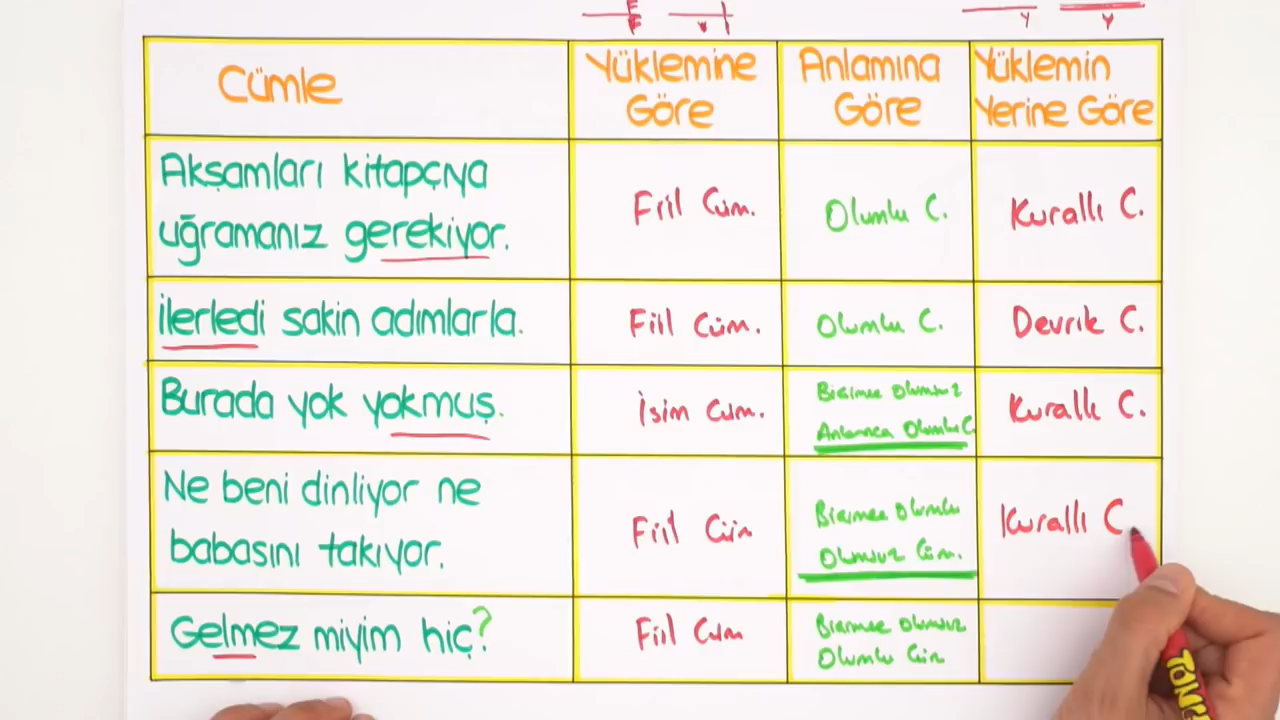 Cümle
Yüklemine
Göre
Anlamına
Göre
Yüklemin
Yerine Göre
Akşamları kitapçıya
uğramanız gerekiyor.
Fiil Cüm.
Olumlu C.
Kurallı C.
İlerledi sakin adımlarla.
Fiil Cüm.
Olumlu C.
Devrik C.
Burada yok yokmuş.
İsim Cum.
Biçimce Olumsuz
Anlamca Olumlu C.
Kurallı C.
Ne beni dinliyor ne
babasını takıyor.
Fiil Cüm
Biçimce Olumlu
Olumsuz Cüm.
Kurallı C
Gelmez miyim hiç?
Fiil Cum
Biçimce Olumsuz
Olumlu Cüm